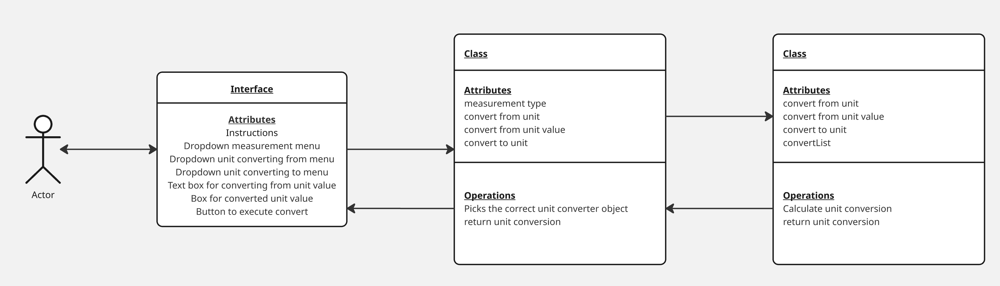 Actor
Interface
Attributes
Instructions
Dropdown measurement menu
Dropdown unit converting from menu
Dropdown unit converting to menu
Text box for converting from unit value
Box for converted unit value
Button to execute convert
Class
Attributes
measurement type
convert from unit
convert from unit value
convert to unit
Operations
Picks the correct unit converter object
return unit conversion
Class
Attributes
convert from unit
convert from unit value
convert to unit
convertList
Operations
Calculate unit conversion
return unit conversion